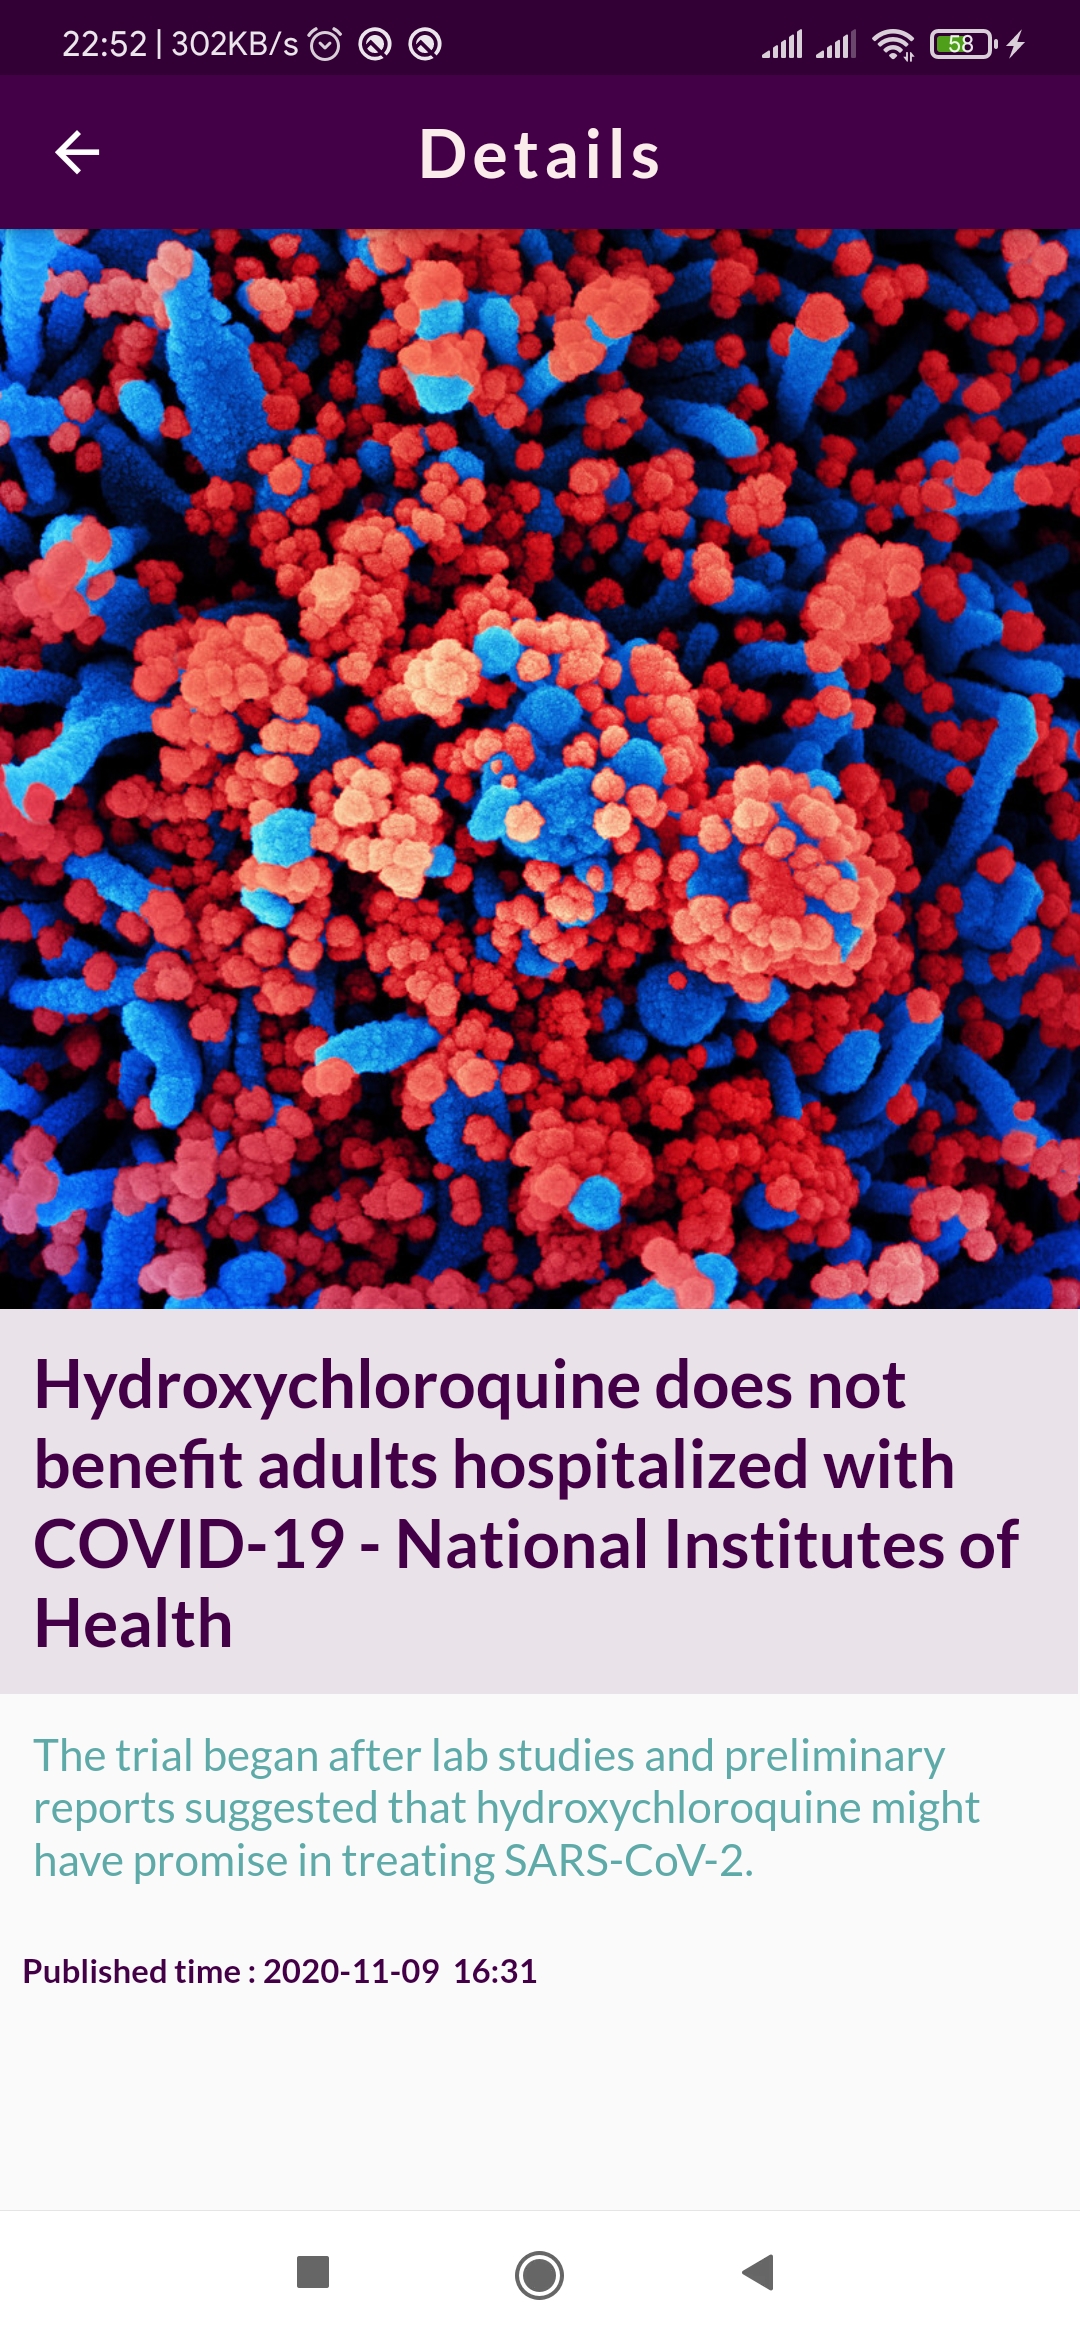 22:52 | 302KB/s 58
Details
Hydroxychloroquine does not
benefit adults hospitalized with
COVID-19 - National Institutes of
Health
The trial began after lab studies and preliminary
reports suggested that hydroxychloroquine might
have promise in treating SARS-CoV-2.
Published time : 2020-11-09 16:31